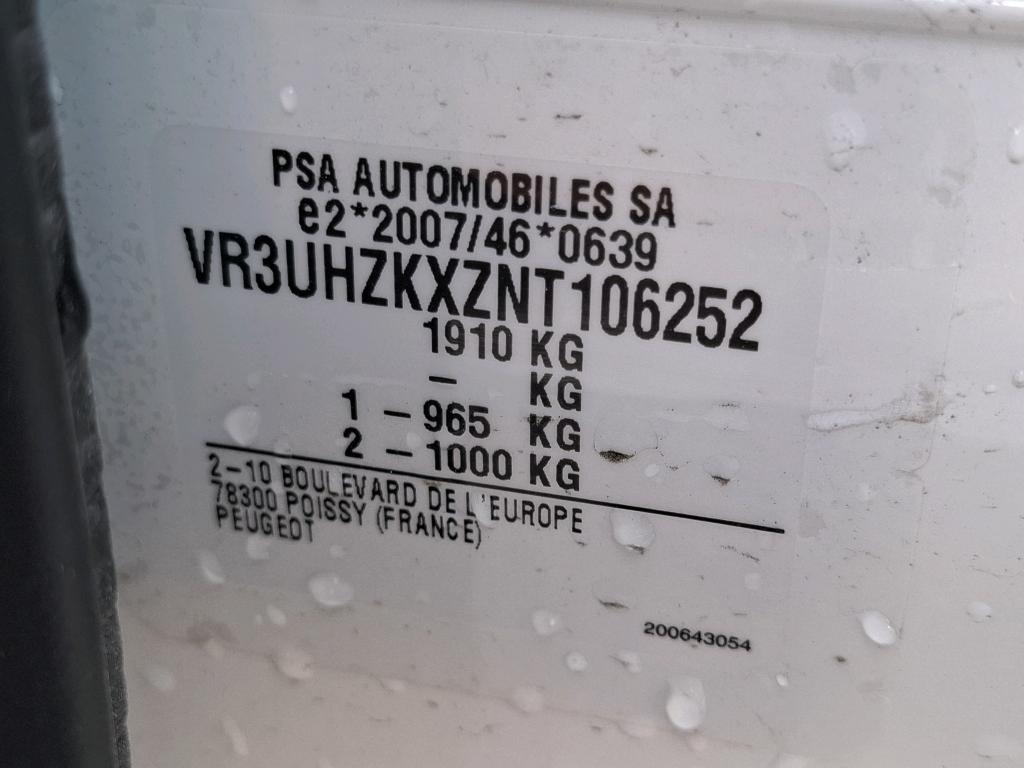 PSA AUTOMOBILES SA
e2*2007/46*0639
VR3UHZKXZNT106252
1910 KG
- KG
1 - 965 KG
2 - 1000 KG
2-10 BOULEVARD DE L'EUROPE
78300 POISSY (FRANCE)
PEUGEOT
200643054